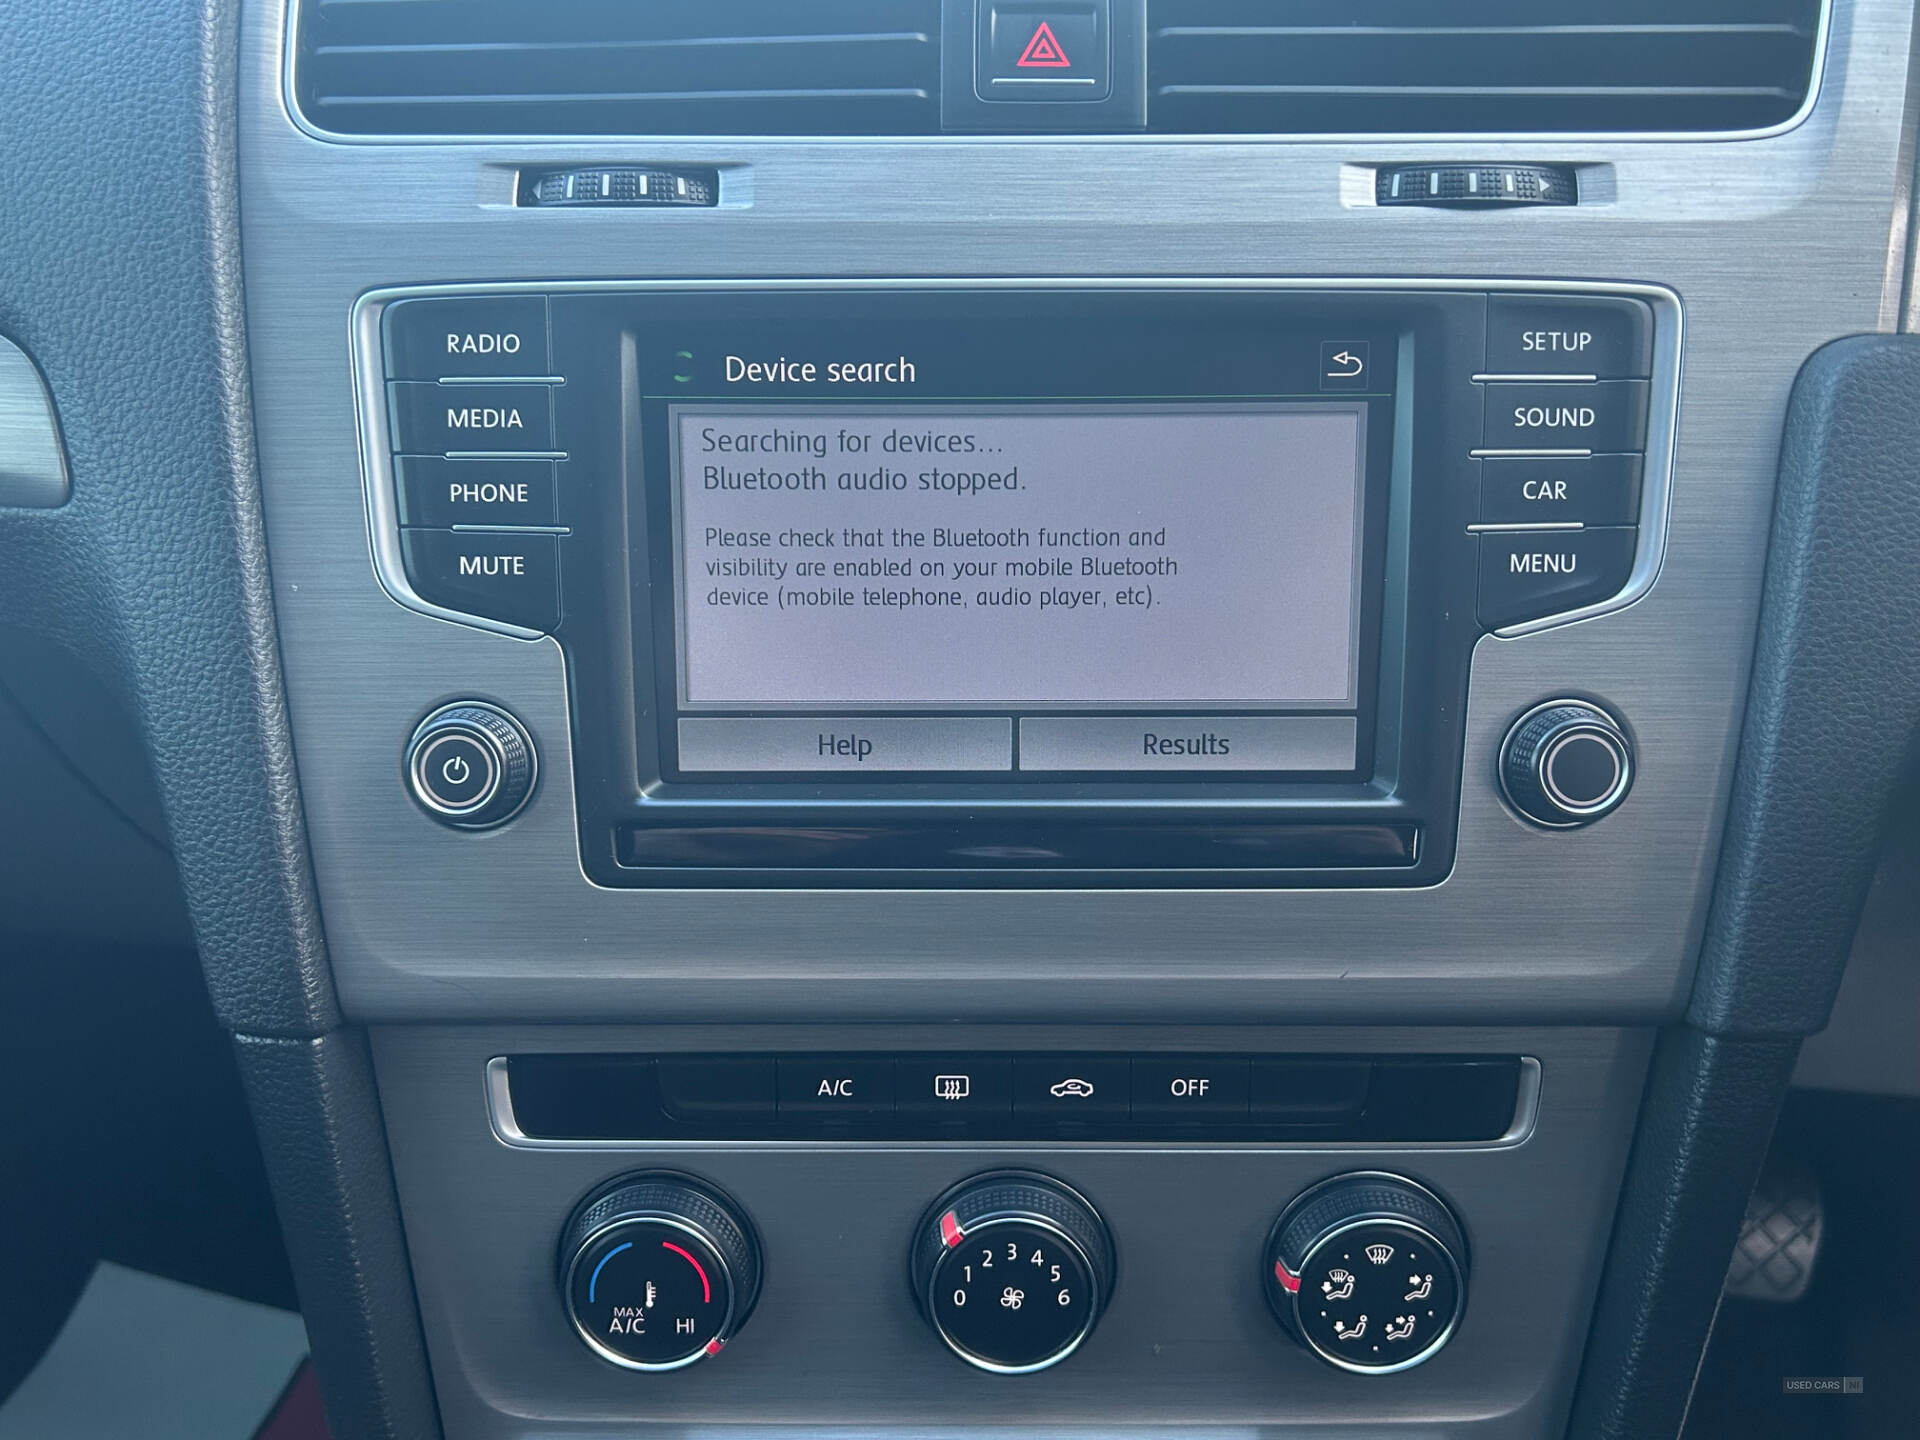 RADIO
MEDIA
PHONE
MUTE
Device search
Searching for devices...
Bluetooth audio stopped.
Please check that the Bluetooth function and
visibility are enabled on your mobile Bluetooth
device (mobile telephone, audio player, etc).
Help
Results
SETUP
SOUND
CAR
MENU
A/C
OFF
MAX
A/C
HI
0 1 2 3 4 5 6
USED CARS NI